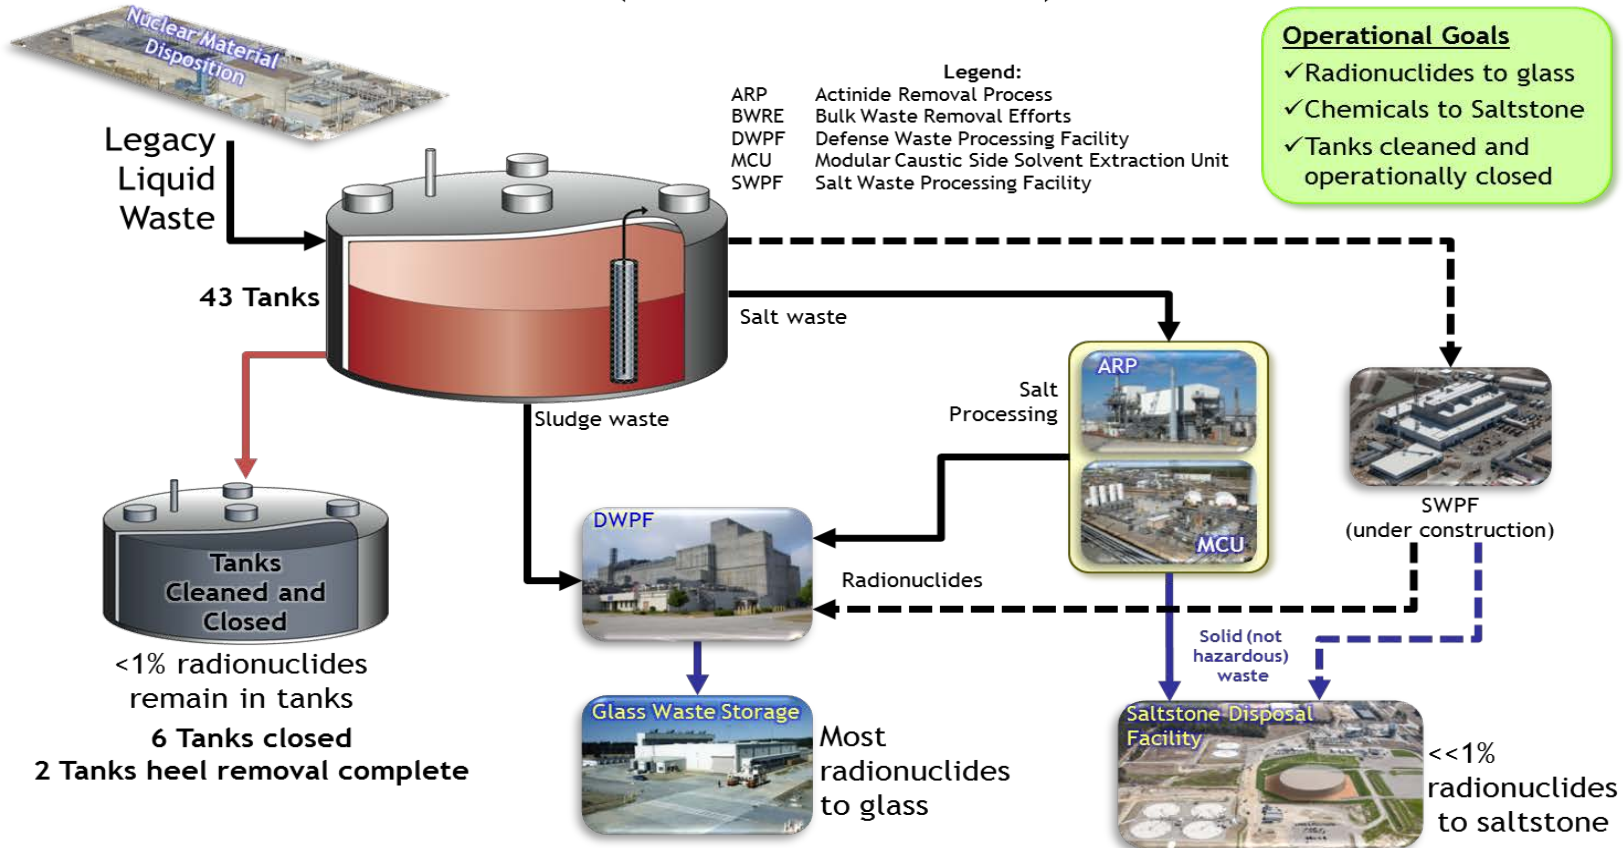 Nuclear Material
Disposition
Legacy
Liquid
Waste
43 Tanks
Legend:
ARP Actinide Removal Process
BWRE Bulk Waste Removal Efforts
DWPF Defense Waste Processing Facility
MCU Modular Caustic Side Solvent Extraction Unit
SWPF Salt Waste Processing Facility
Operational Goals
✓Radionuclides to glass
✓Chemicals to Saltstone
✓Tanks cleaned and
operationally closed
Salt waste
Sludge waste
Salt
Processing
ARP
MCU
SWPF
(under construction)
DWPF
Radionuclides
Solid (not
hazardous)
waste
Tanks
Cleaned and
Closed
<1% radionuclides
remain in tanks
6 Tanks closed
2 Tanks heel removal complete
Glass Waste Storage
Most
radionuclides
to glass
Saltstone Disposal
Facility
<<1%
radionuclides
to saltstone